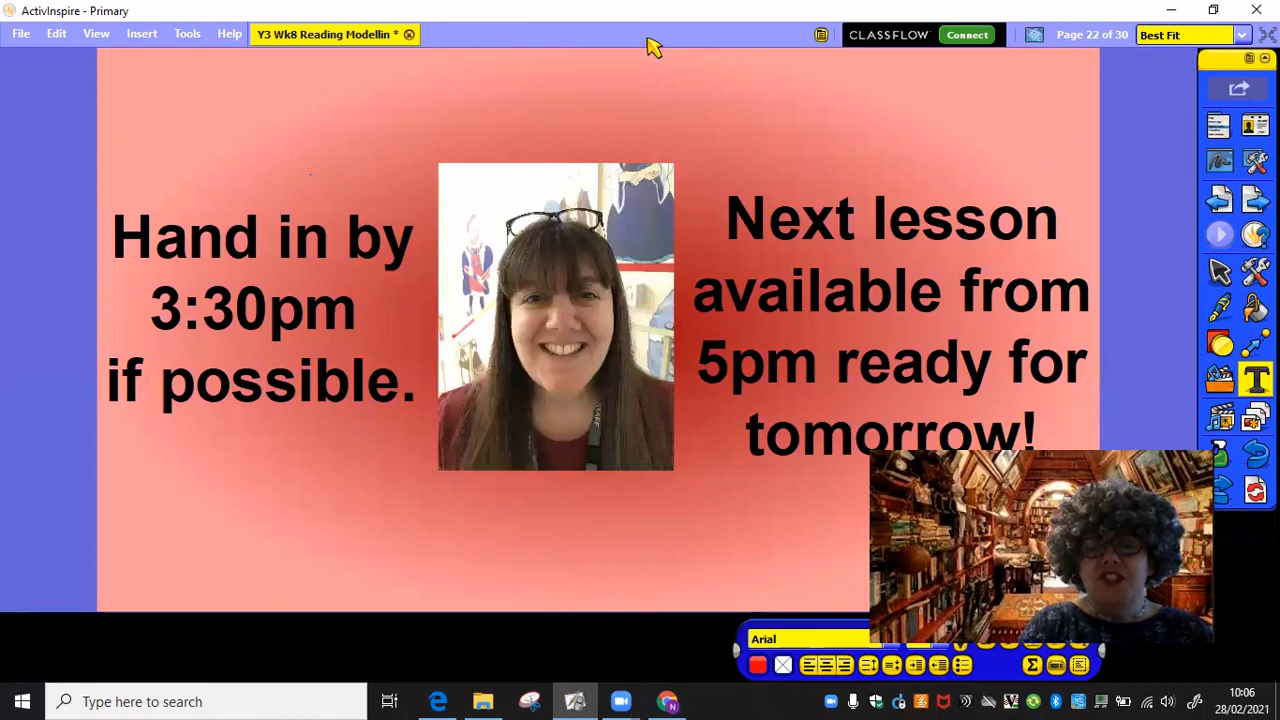 ActivInspire - Primary
File Edit View Insert Tools Help Y3 Wk8 Reading Modellin * CLASSFLOW Connect Page 22 of 30 Best Fit
Hand in by
3:30pm
if possible.
STAFF
Next lesson
available from
5pm ready for
tomorrow!
Arial
Type here to search
10:06
28/02/2021